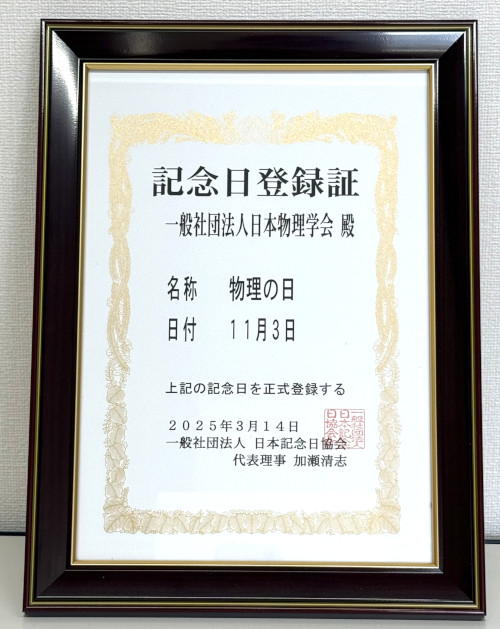 記念日登録証
一般社団法人日本物理学会 殿
名称 物理の日
日付 11月3日
上記の記念日を正式登録する
2025年3月14日
一般社団法人 日本記念日協会
代表理事 加瀬清志